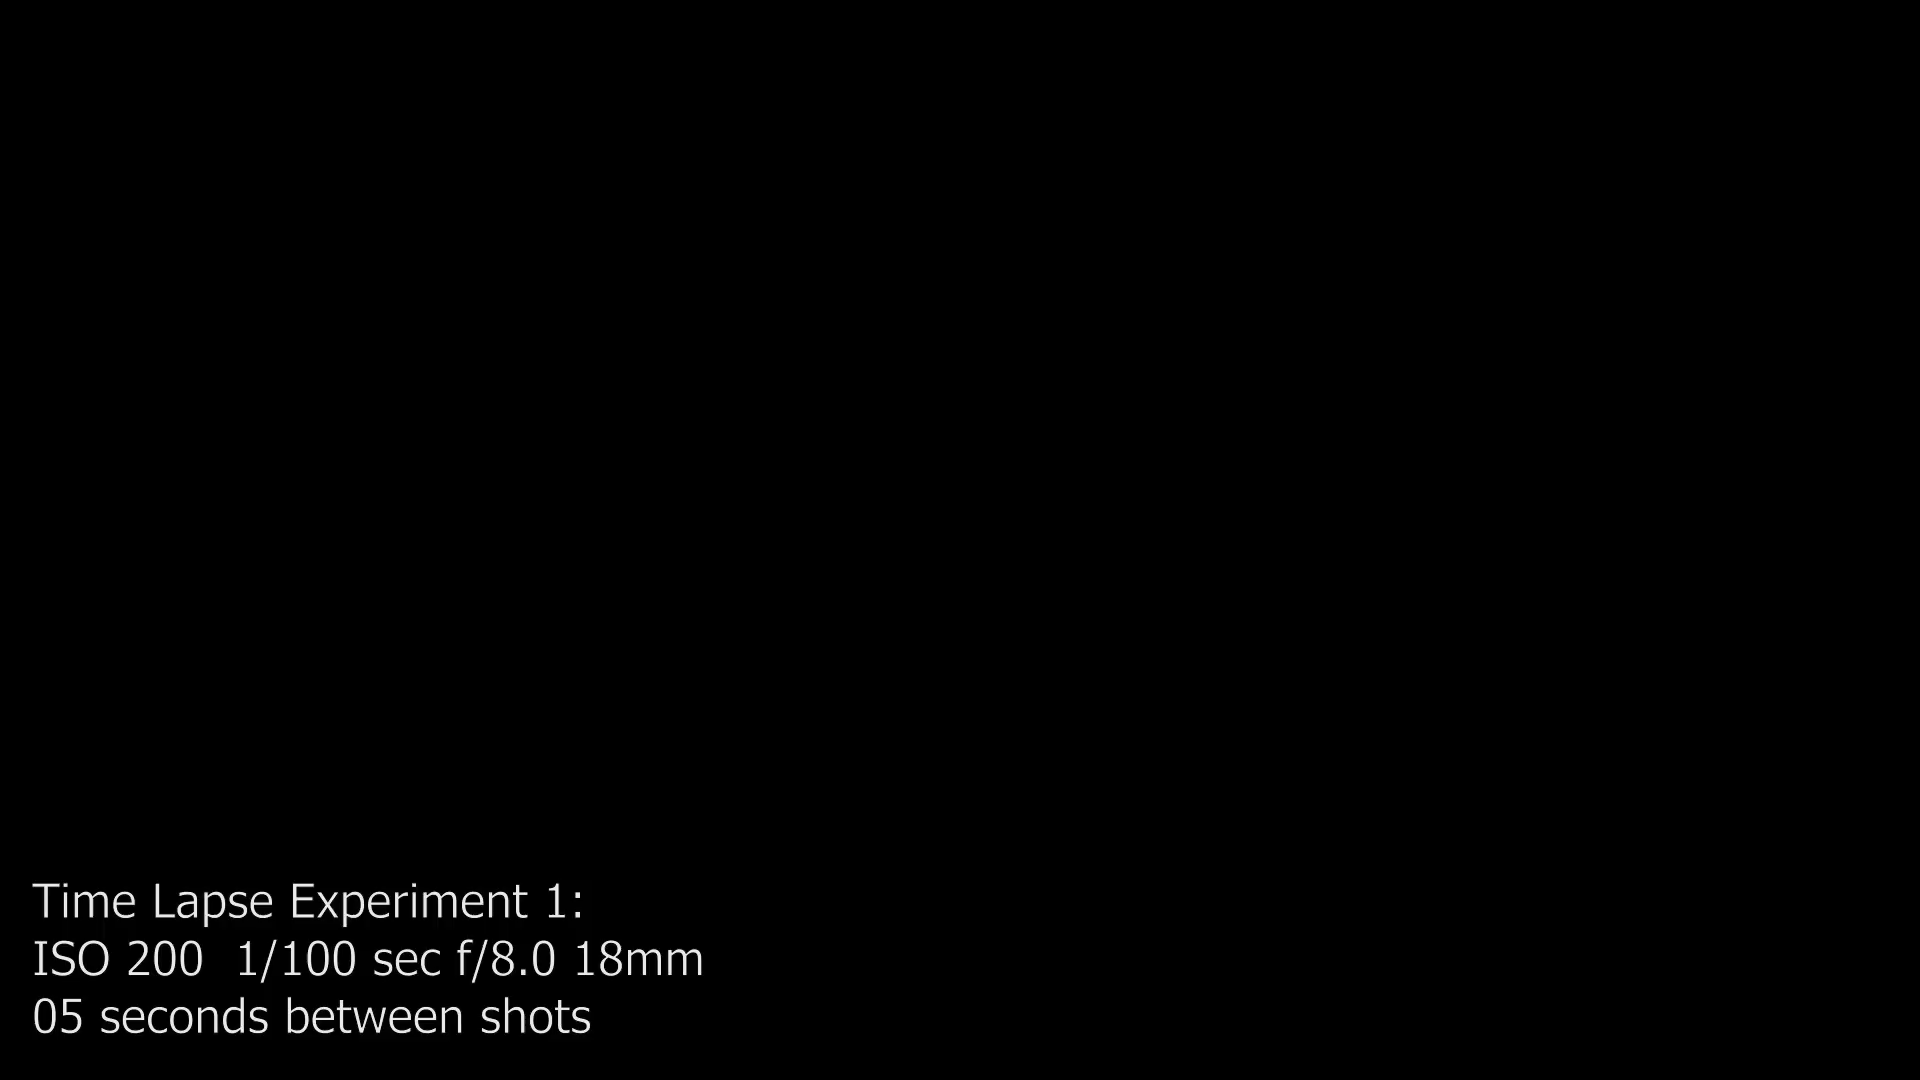 Time Lapse Experiment 1:
ISO 200  1/100 sec f/8.0 18mm
05 seconds between shots